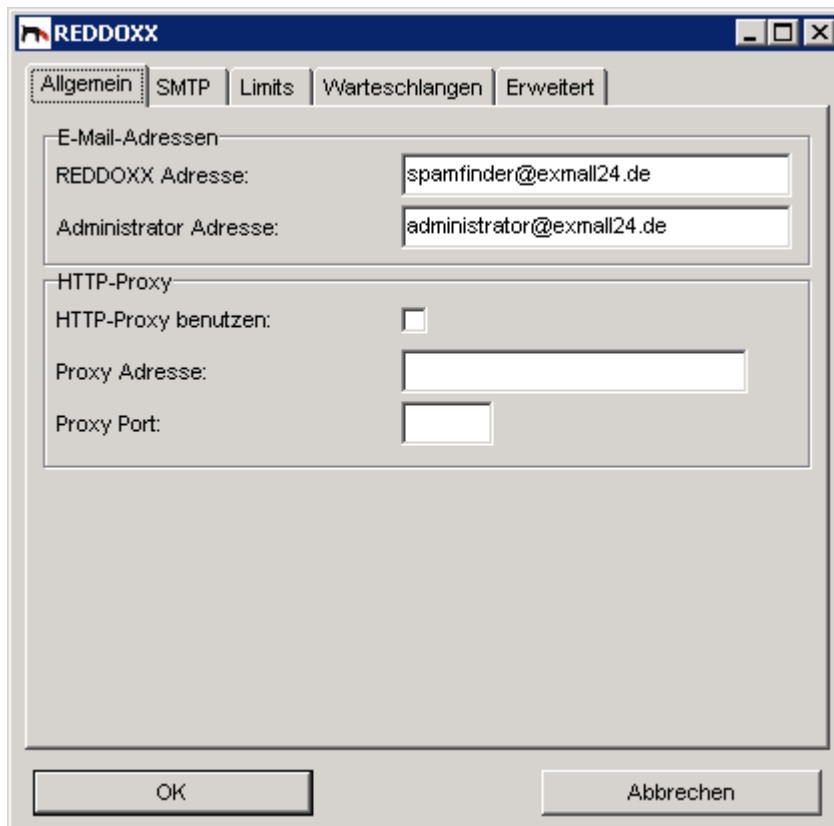 REDDOXX
Allgemein SMTP Limits Warteschlangen Erweitert
E-Mail-Adressen
REDDOXX Adresse: spamfinder@exmall24.de
Administrator Adresse: administrator@exmall24.de
HTTP-Proxy
HTTP-Proxy benutzen:
Proxy Adresse:
Proxy Port:
OK Abbrechen